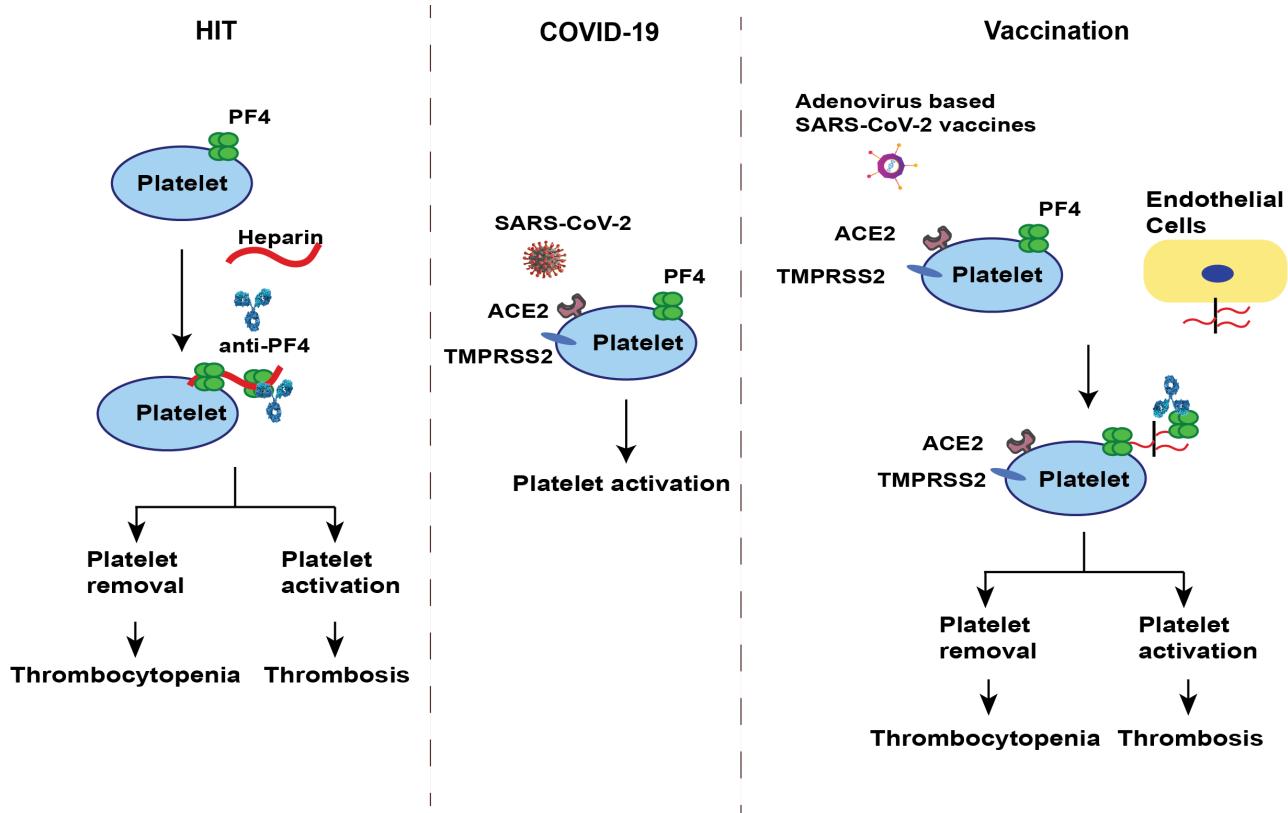 HIT
PF4
Platelet
Heparin
anti-PF4
Platelet
Platelet
removal
Platelet
activation
Thrombocytopenia
Thrombosis
COVID-19
SARS-CoV-2
PF4
ACE2
TMPRSS2
Platelet
Platelet activation
Vaccination
Adenovirus based
SARS-CoV-2 vaccines
PF4
ACE2
TMPRSS2
Platelet
Endothelial
Cells
ACE2
TMPRSS2
Platelet
Platelet
removal
Platelet
activation
Thrombocytopenia
Thrombosis